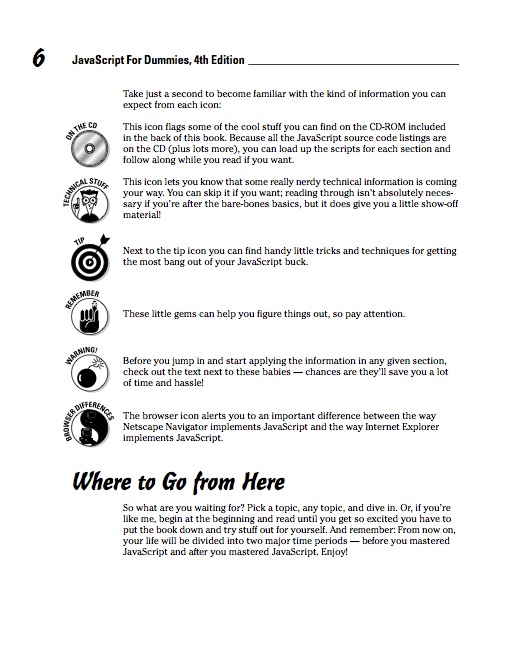 6
JavaScript For Dummies, 4th Edition
Take just a second to become familiar with the kind of information you can
expect from each icon:
ON THE CD
This icon flags some of the cool stuff you can find on the CD-ROM included
in the back of this book. Because all the JavaScript source code listings are
on the CD (plus lots more), you can load up the scripts for each section and
follow along while you read if you want.
TECHNICAL STUFF
This icon lets you know that some really nerdy technical information is coming
your way. You can skip it if you want; reading through isn't absolutely neces-
sary if you're after the bare-bones basics, but it does give you a little show-off
material!
TIP
Next to the tip icon you can find handy little tricks and techniques for getting
the most bang out of your JavaScript buck.
REMEMBER
These little gems can help you figure things out, so pay attention.
WARNING!
Before you jump in and start applying the information in any given section,
check out the text next to these babies — chances are they'll save you a lot
of time and hassle!
BROWSER DIFFERENCES
The browser icon alerts you to an important difference between the way
Netscape Navigator implements JavaScript and the way Internet Explorer
implements JavaScript.
Where to Go from Here
So what are you waiting for? Pick a topic, any topic, and dive in. Or, if you're
like me, begin at the beginning and read until you get so excited you have to
put the book down and try stuff out for yourself. And remember: From now on,
your life will be divided into two major time periods — before you mastered
JavaScript and after you mastered JavaScript. Enjoy!